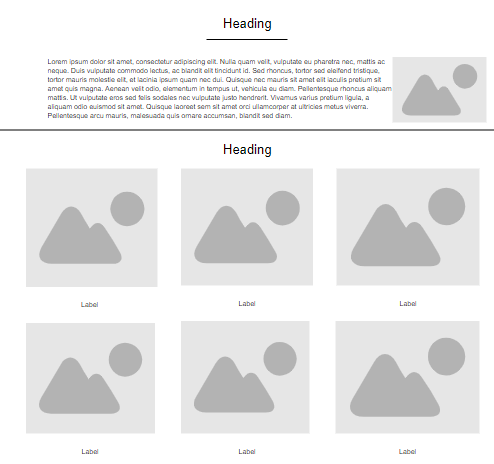 Heading
Lorem ipsum dolor sit amet, consectetur adipiscing elit. Nulla quam velit, vulputate eu pharetra nec, mattis ac
neque. Duis vulputate commodo lectus, ac blandit elit tincidunt id. Sed rhoncus, tortor sed eleifend tristique,
tortor mauris molestie elit, et lacinia ipsum quam nec dui. Quisque nec mauris sit amet elit iaculis pretium sit
amet quis magna. Aenean velit odio, elementum in tempus ut, vehicula eu diam. Pellentesque rhoncus aliquam
mattis. Ut vulputate eros sed felis sodales nec vulputate justo hendrerit. Vivamus varius pretium ligula, a
aliquam odio euismod sit amet. Quisque laoreet sem sit amet orci ullamcorper at ultricies metus viverra.
Pellentesque arcu mauris, malesuada quis ornare accumsan, blandit sed diam.
Heading
Label
Label
Label
Label
Label
Label